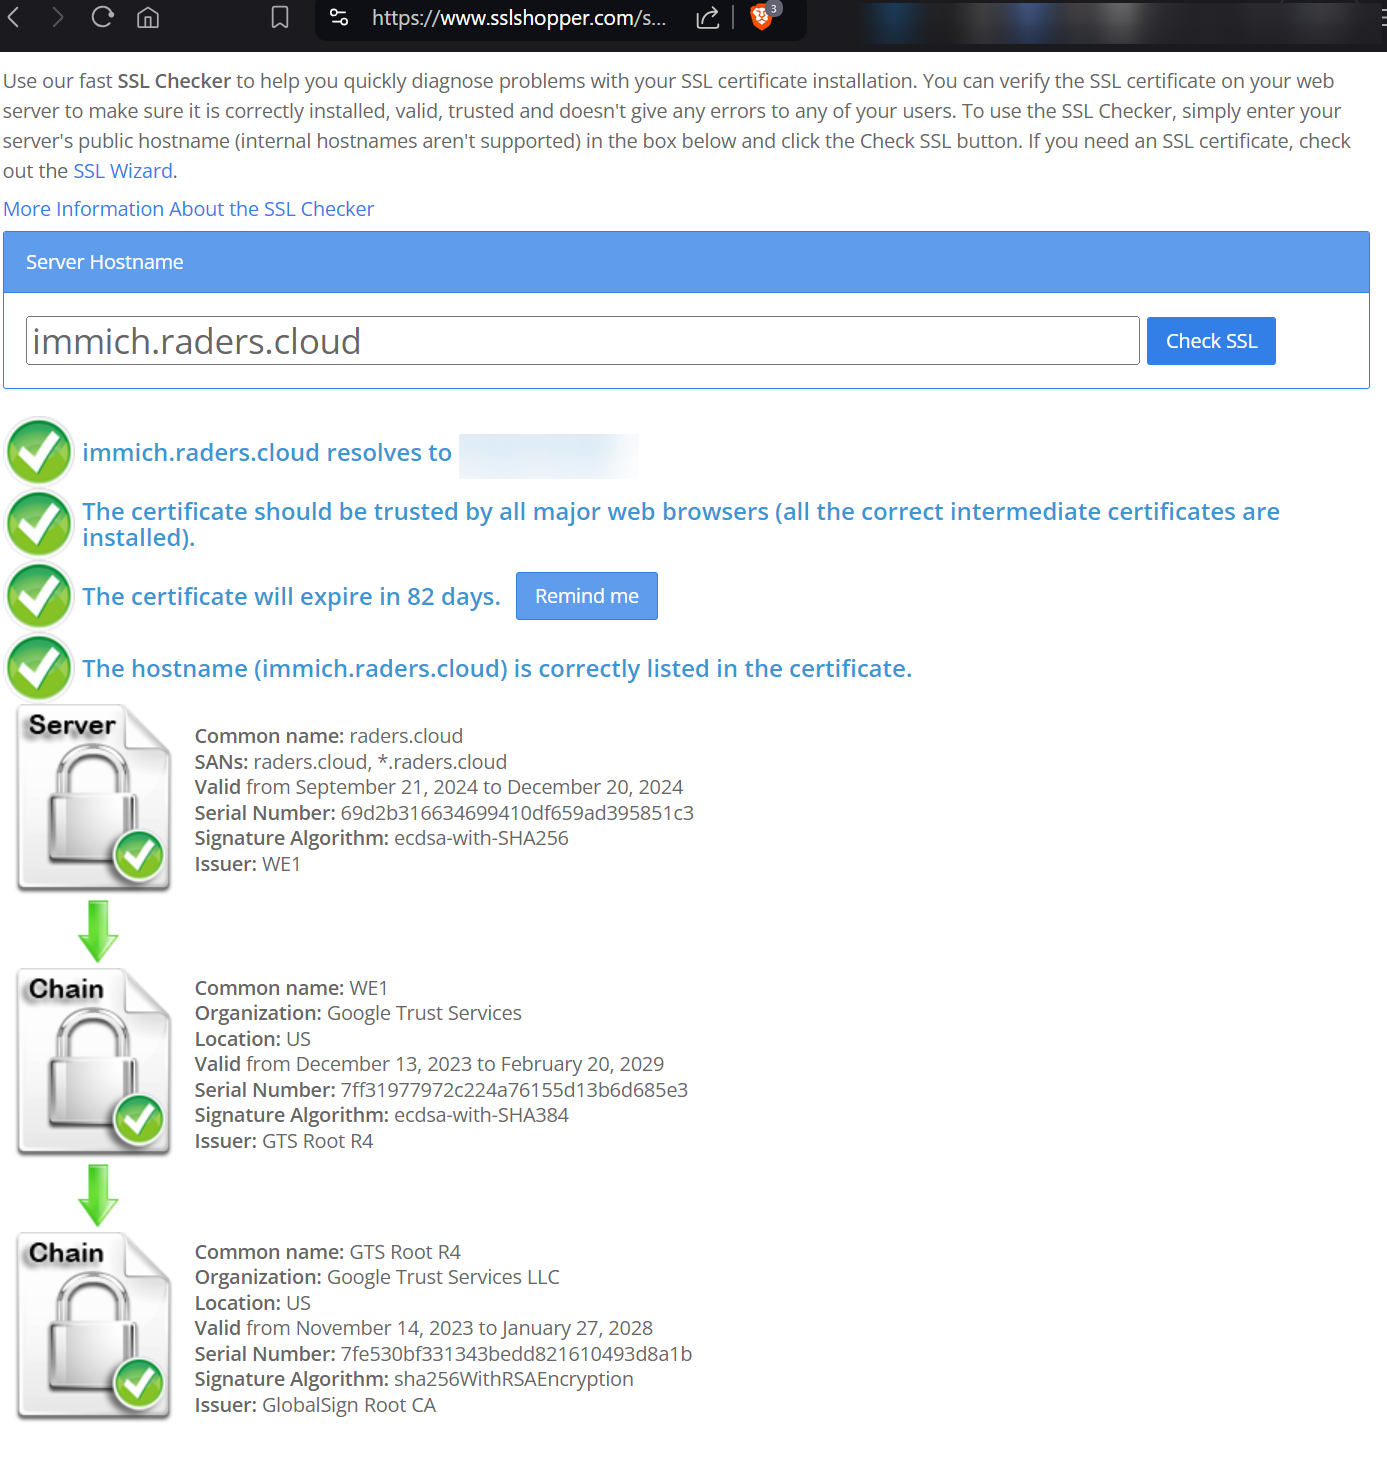 https://www.sslshopper.com/s...
3
Use our fast SSL Checker to help you quickly diagnose problems with your SSL certificate installation. You can verify the SSL certificate on your web
server to make sure it is correctly installed, valid, trusted and doesn't give any errors to any of your users. To use the SSL Checker, simply enter your
server's public hostname (internal hostnames aren't supported) in the box below and click the Check SSL button. If you need an SSL certificate, check
out the SSL Wizard.
More Information About the SSL Checker
Server Hostname
immich.raders.cloud
Check SSL
immich.raders.cloud resolves to
The certificate should be trusted by all major web browsers (all the correct intermediate certificates are
installed).
The certificate will expire in 82 days.
Remind me
The hostname (immich.raders.cloud) is correctly listed in the certificate.
Server
Common name: raders.cloud
SANs: raders.cloud, *.raders.cloud
Valid from September 21, 2024 to December 20, 2024
Serial Number: 69d2b316634699410df659ad395851c3
Signature Algorithm: ecdsa-with-SHA256
Issuer: WE1
Chain
Common name: WE1
Organization: Google Trust Services
Location: US
Valid from December 13, 2023 to February 20, 2029
Serial Number: 7ff31977972c224a76155d13b6d685e3
Signature Algorithm: ecdsa-with-SHA384
Issuer: GTS Root R4
Chain
Common name: GTS Root R4
Organization: Google Trust Services LLC
Location: US
Valid from November 14, 2023 to January 27, 2028
Serial Number: 7fe530bf331343bedd821610493d8a1b
Signature Algorithm: sha256WithRSAEncryption
Issuer: GlobalSign Root CA